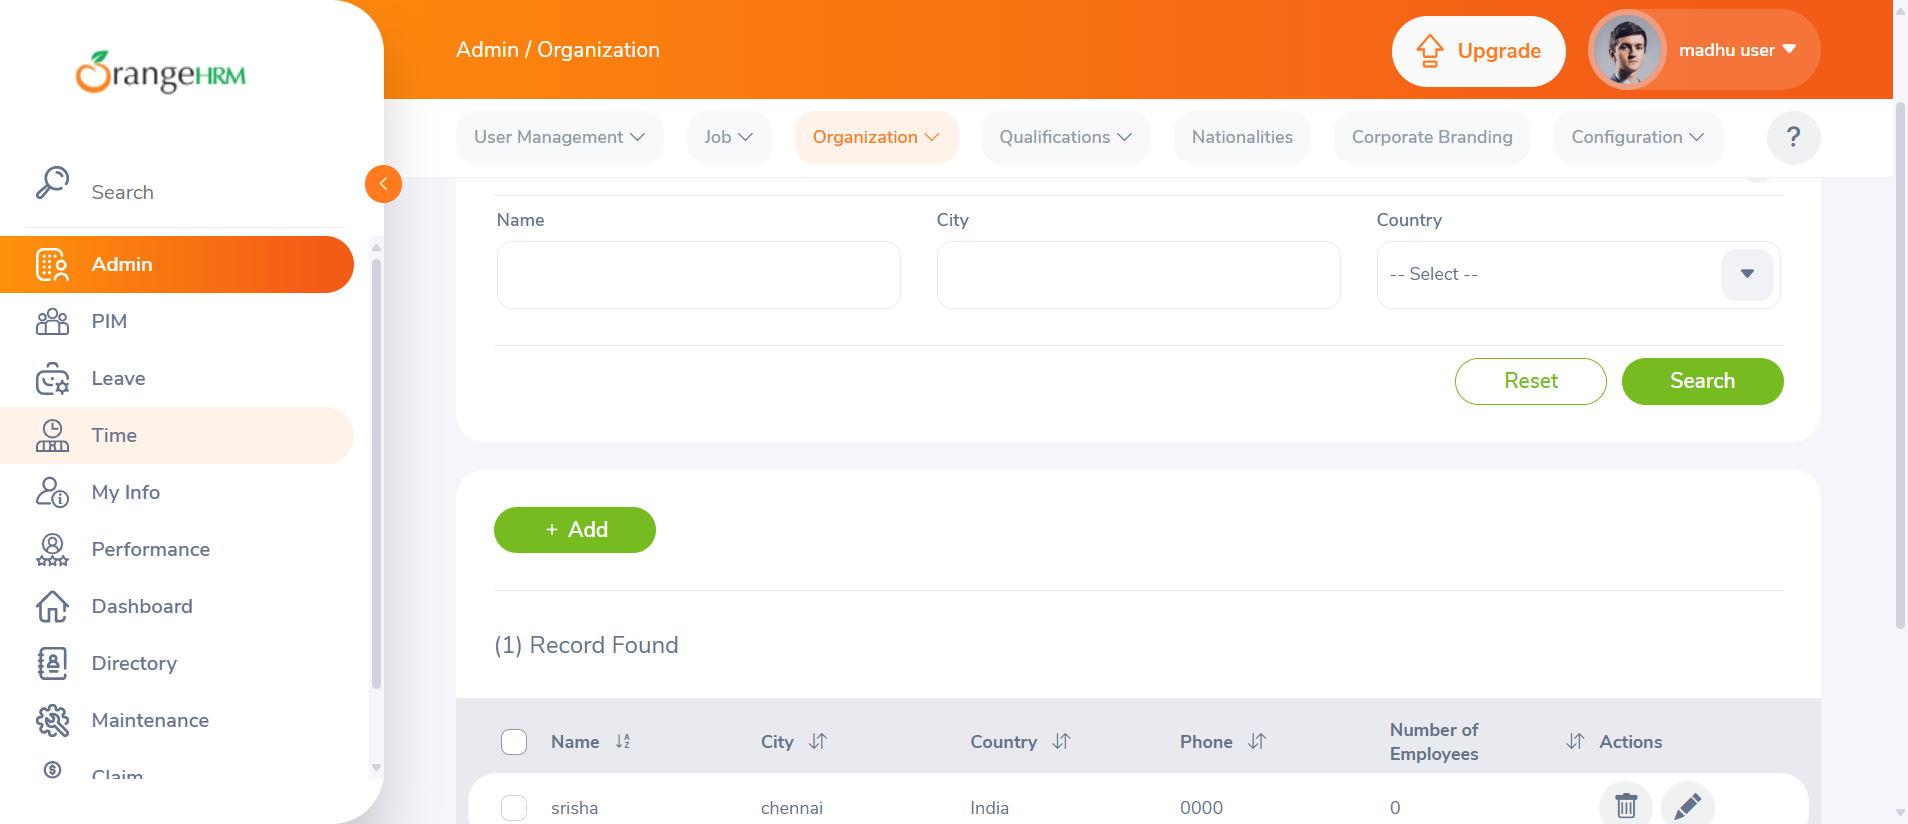 OrangeHRM
Admin / Organization
Upgrade
madhu user
User Management
Job
Organization
Qualifications
Nationalities
Corporate Branding
Configuration
?
Search
Admin
PIM
Leave
Time
My Info
Performance
Dashboard
Directory
Maintenance
Claim
Name
City
Country
-- Select --
Reset
Search
+ Add
(1) Record Found
Name
City
Country
Phone
Number of
Employees
Actions
srisha
chennai
India
0000
0